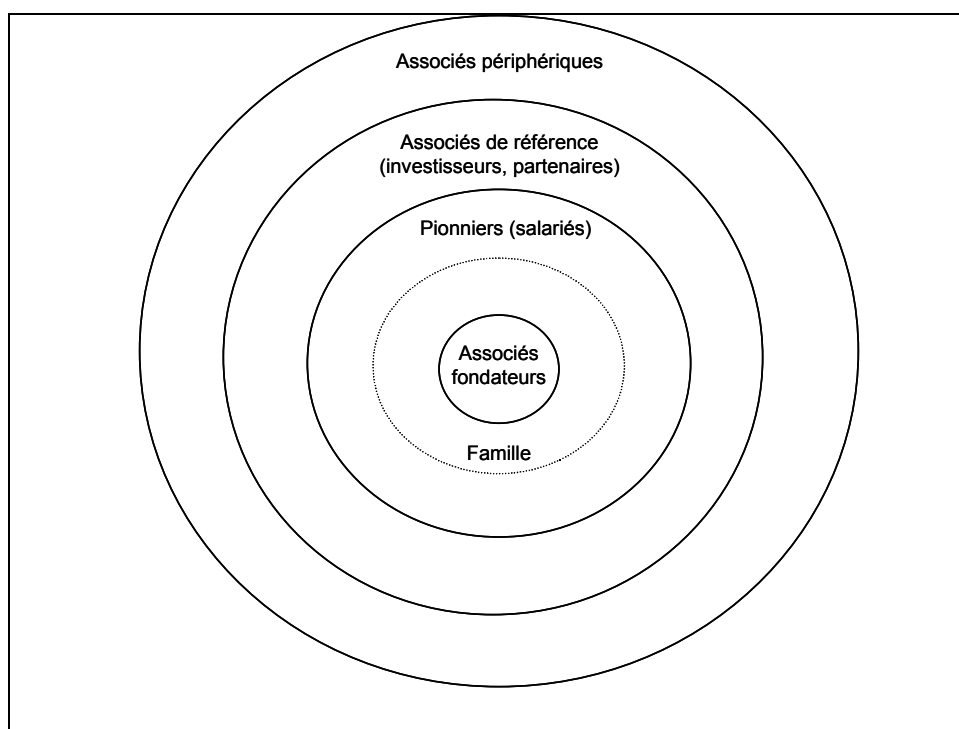 Associés périphériques
Associés de référence
(investisseurs, partenaires)
Pionniers (salariés)
Associés
fondateurs
Famille